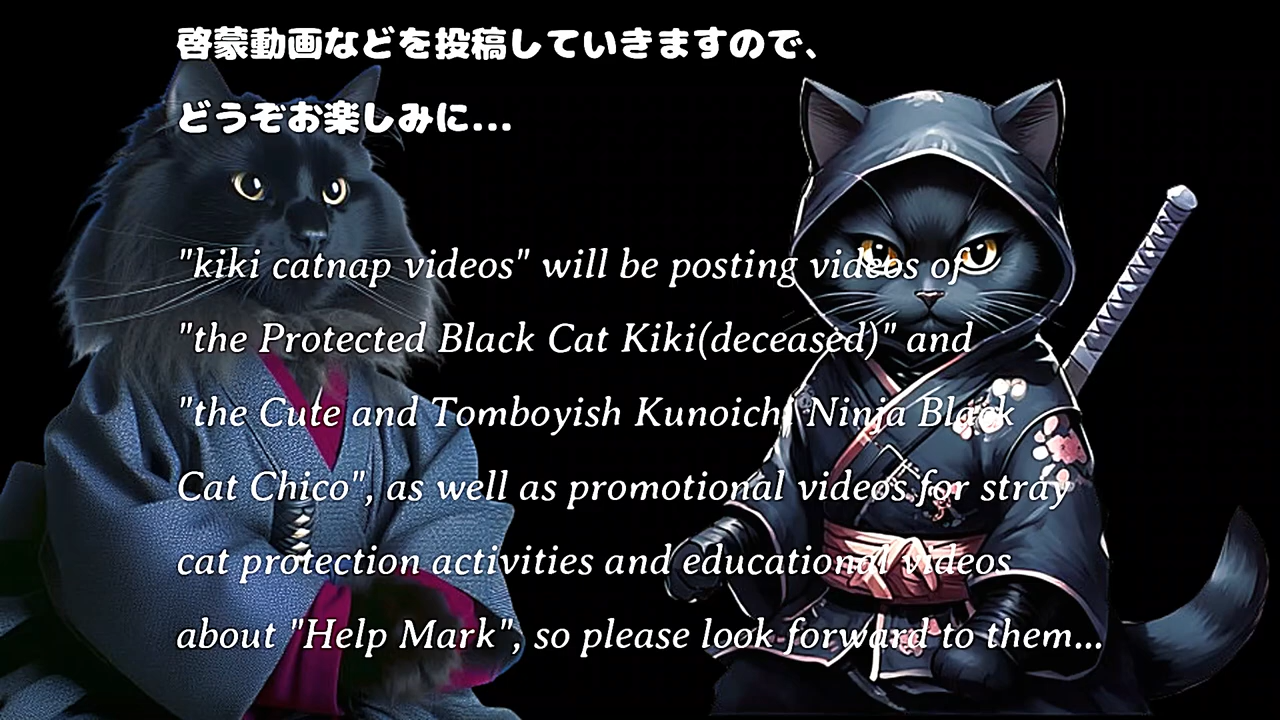 啓蒙動画などを投稿していきますので、
どうぞお楽しみに...
"kiki catnap videos" will be posting videos of
"the Protected Black Cat Kiki(deceased)" and
"the Cute and Tomboyish Kunoichi Ninja Black
Cat Chico", as well as promotional videos for stray
cat protection activities and educational videos
about "Help Mark", so please look forward to them...